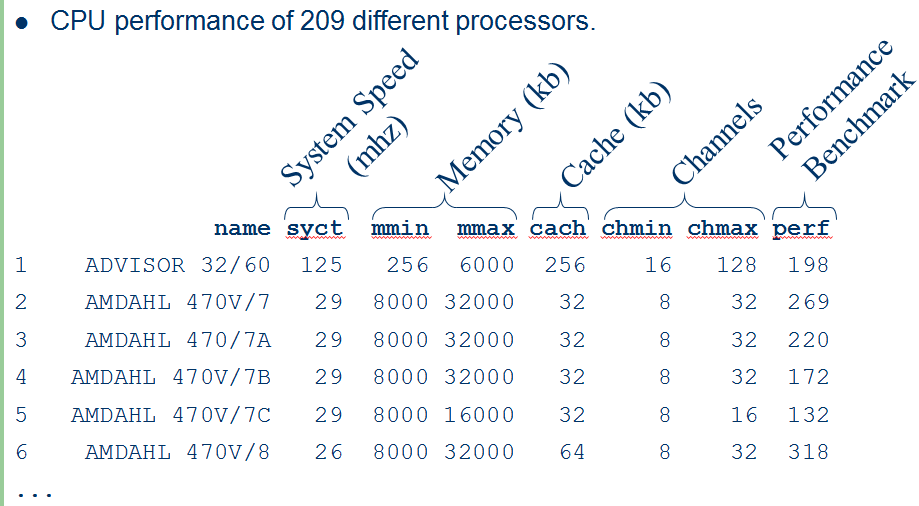 ● CPU performance of 209 different processors.
System Speed
(mhz)
Memory (kb)
Cache (kb)
Channels
Performance
Benchmark
name syct mmin mmax cach chmin chmax perf
1 ADVISOR 32/60 125 256 6000 256 16 128 198
2 AMDAHL 470V/7 29 8000 32000 32 8 32 269
3 AMDAHL 470/7A 29 8000 32000 32 8 32 220
4 AMDAHL 470V/7B 29 8000 32000 32 8 32 172
5 AMDAHL 470V/7C 29 8000 16000 32 8 16 132
6 AMDAHL 470V/8 26 8000 32000 64 8 32 318
...